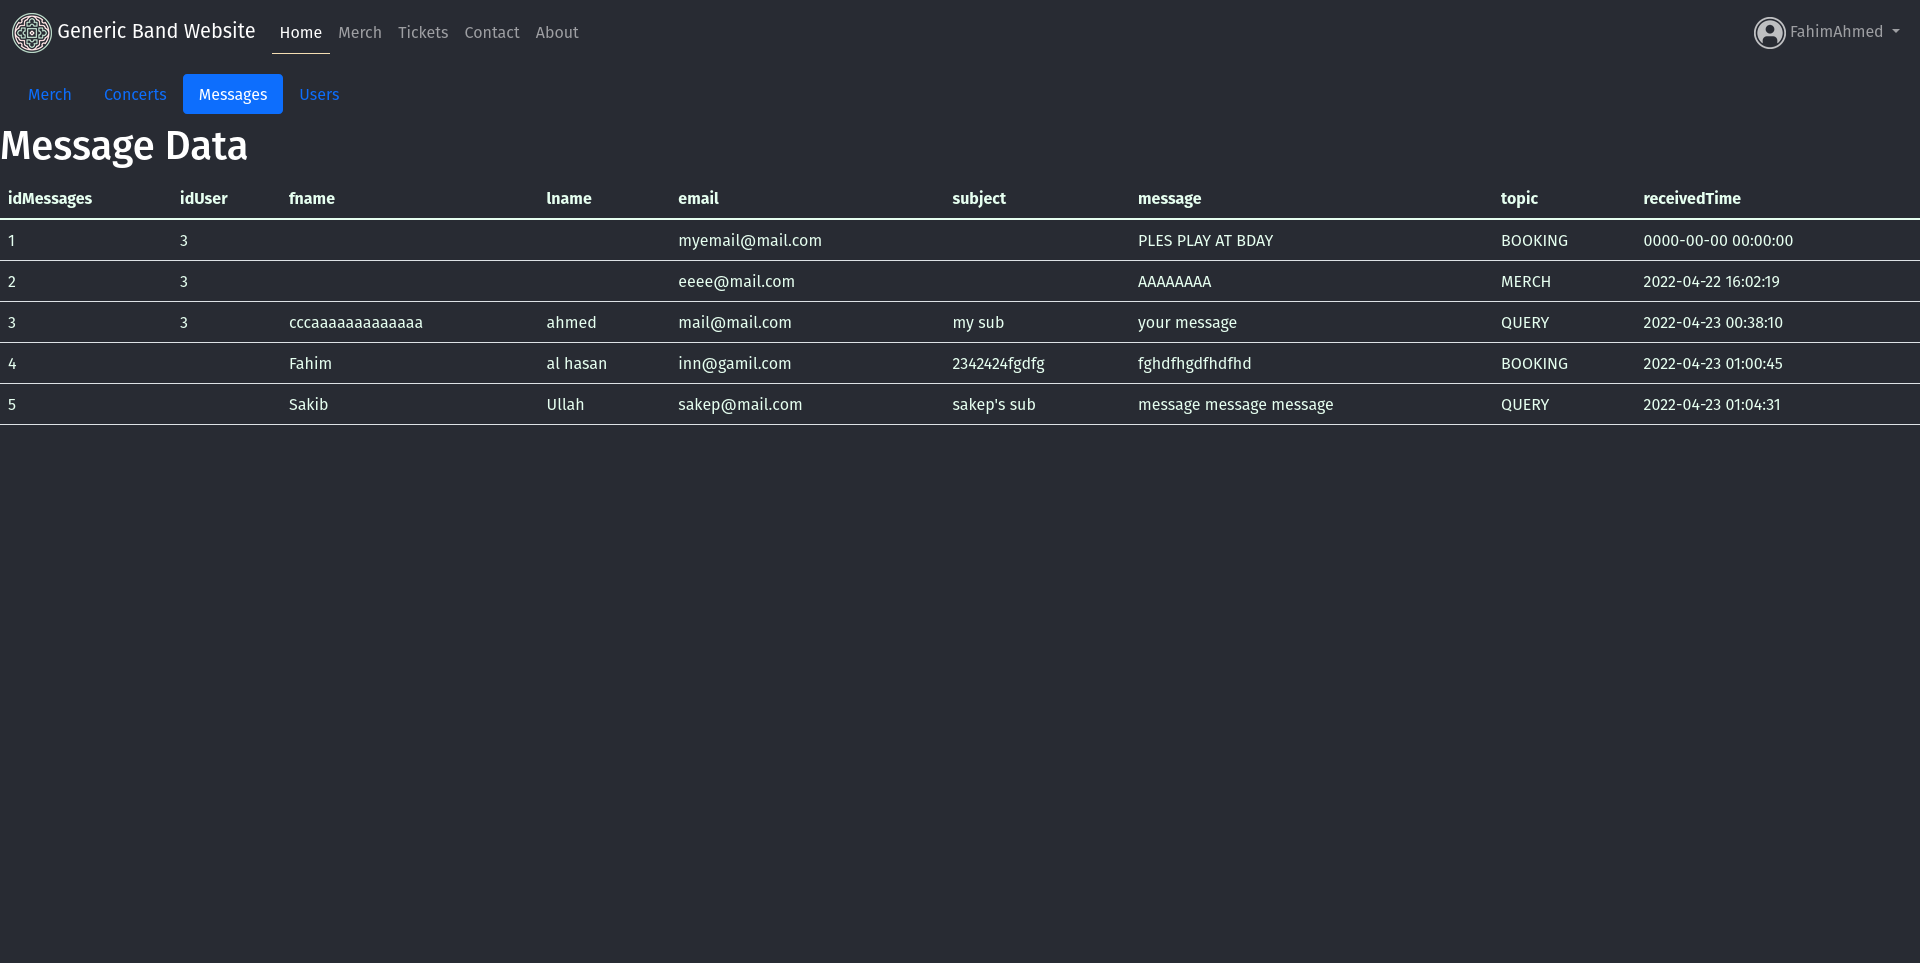 Generic Band Website Home Merch Tickets Contact About FahimAhmed
Merch Concerts Messages Users
Message Data
idMessages idUser fname lname email subject message topic receivedTime
1 3 myemail@mail.com PLES PLAY AT BDAY BOOKING 0000-00-00 00:00:00
2 3 eeee@mail.com AAAAAAAA MERCH 2022-04-22 16:02:19
3 3 cccaaaaaaaaaaaaa ahmed mail@mail.com my sub your message QUERY 2022-04-23 00:38:10
4 Fahim al hasan inn@gamil.com 2342424fgdfg fghdfhgdfhdfhd BOOKING 2022-04-23 01:00:45
5 Sakib Ullah sakep@mail.com sakep's sub message message message QUERY 2022-04-23 01:04:31